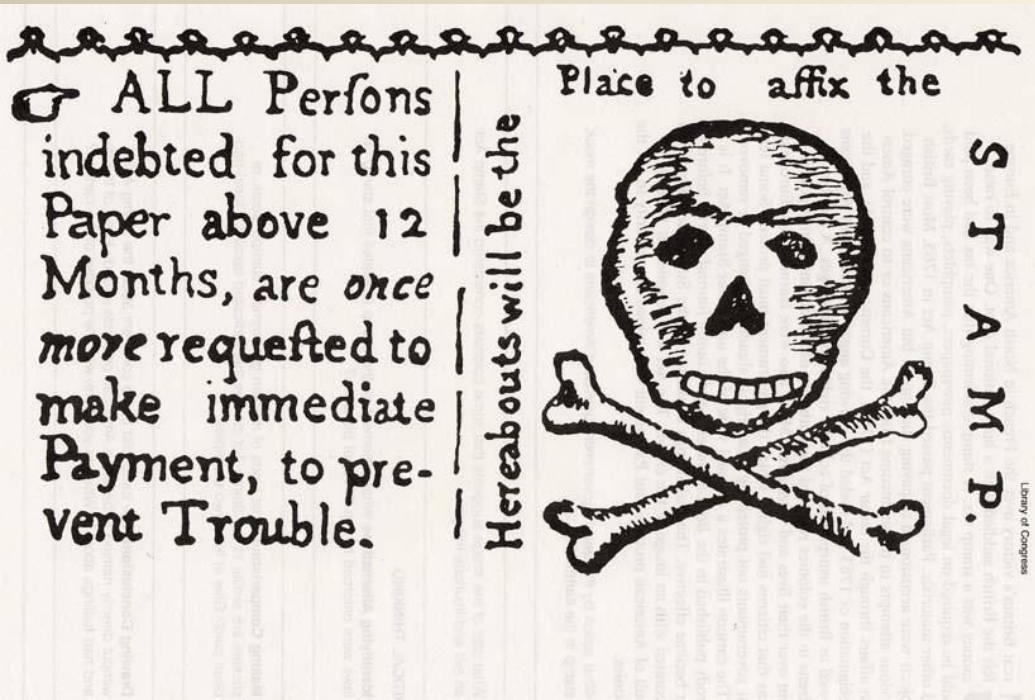 ☞ ALL Perſons
indebted for this
Paper above 12
Months, are once
more requeſted to
make immediate
Payment, to pre-
vent Trouble.
Hereabouts will be the
Place to affix the
STAMP.
Library of Congress